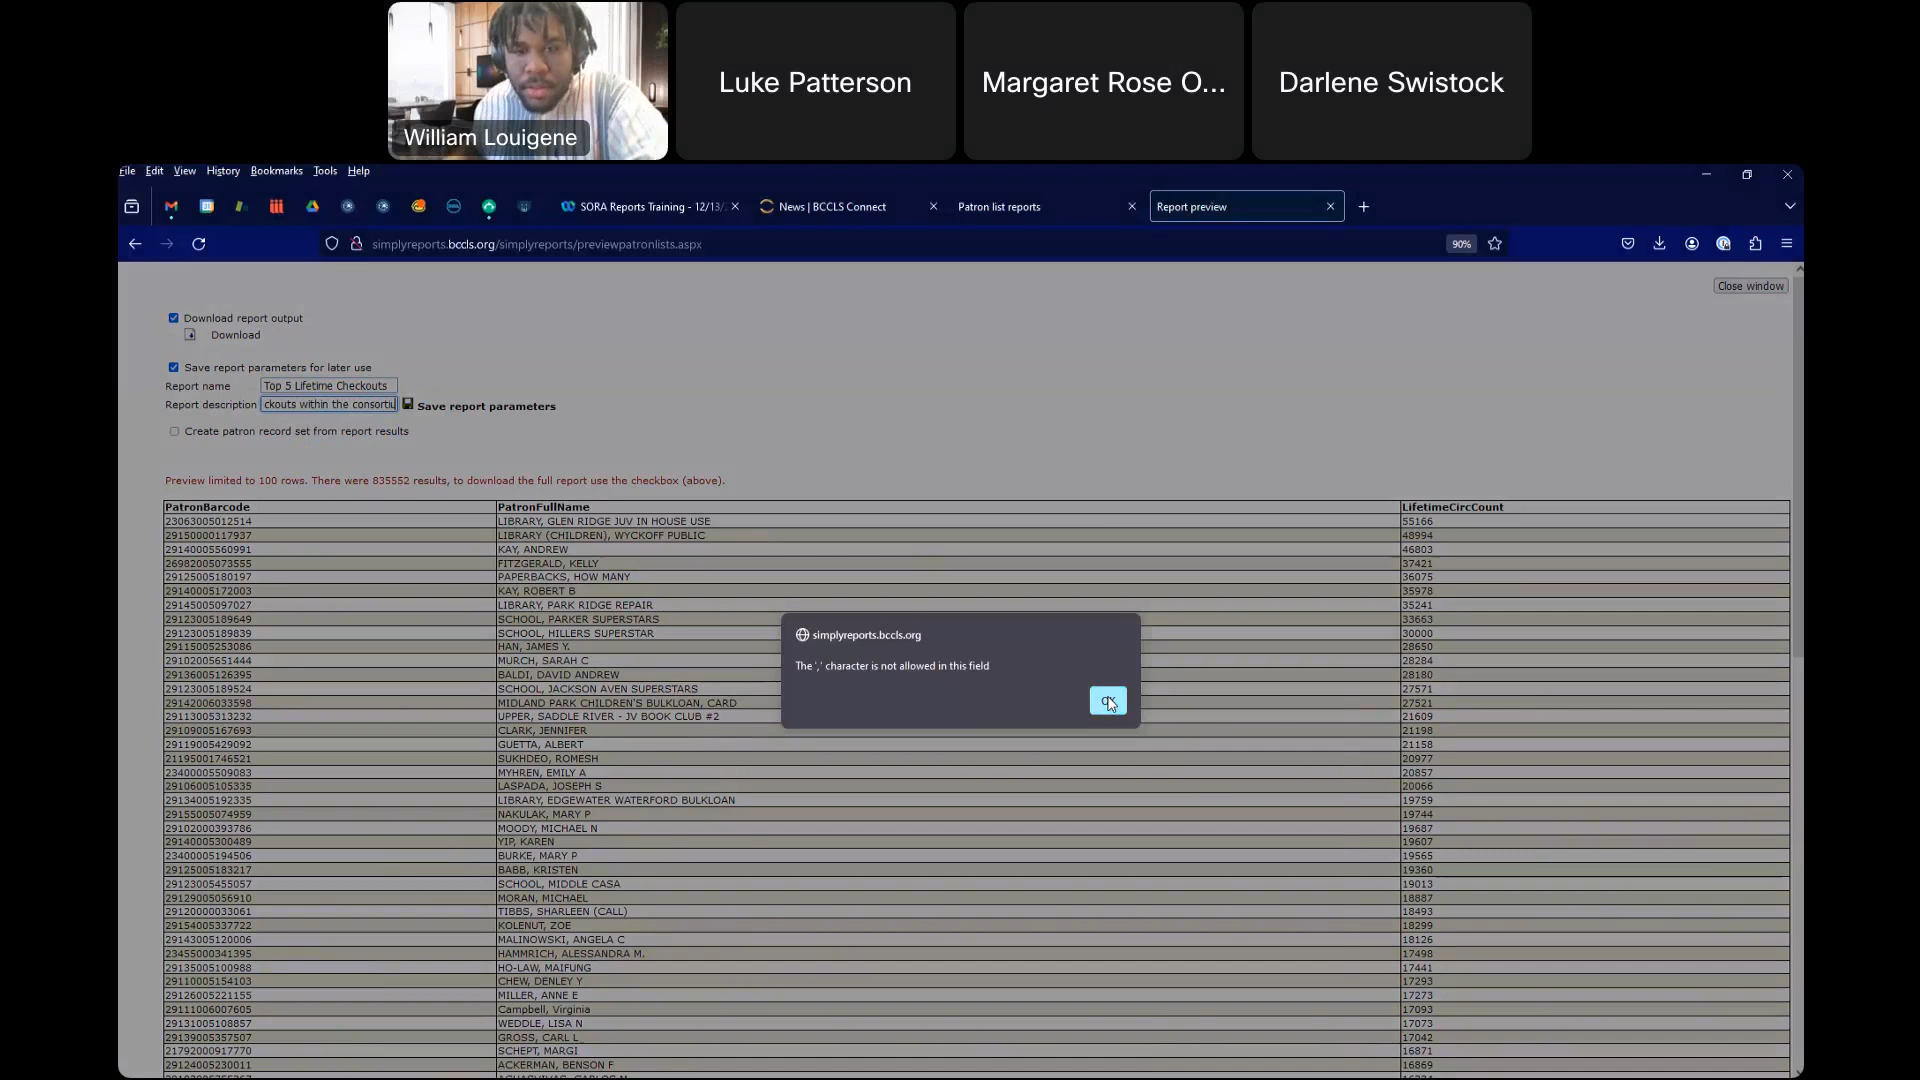 William Louigene
Luke Patterson
Margaret Rose O...
Darlene Swistock
File Edit View History Bookmarks Tools Help
SORA Reports Training - 12/13/
News | BCCLS Connect
Patron list reports
Report preview
simplyreports.bccls.org/simplyreports/previewpatronlists.aspx
90%
Close window
Download report output
Download
Save report parameters for later use
Report name Top 5 Lifetime Checkouts
Report description ckouts within the consortiu Save report parameters
Create patron record set from report results
Preview limited to 100 rows. There were 835552 results, to download the full report use the checkbox (above).
PatronBarcode PatronFullName LifetimeCircCount
23063005012514 LIBRARY, GLEN RIDGE JUV IN HOUSE USE 55166
29150000117937 LIBRARY (CHILDREN), WYCKOFF PUBLIC 48994
29140005560991 KAY, ANDREW 46803
26982005073555 FITZGERALD, KELLY 37421
29125005180197 PAPERBACKS, HOW MANY 36075
29140005172003 KAY, ROBERT B 35978
29145005097027 LIBRARY, PARK RIDGE REPAIR 35241
29123005189649 SCHOOL, PARKER SUPERSTARS 33663
29123005189839 SCHOOL, HILLERS SUPERSTAR 30000
29115005253086 HAN, JAMES Y. 28650
29102005651444 MURCH, SARAH C 28284
29136005126395 BALDI, DAVID ANDREW 28180
29123005189524 SCHOOL, JACKSON AVEN SUPERSTARS 27571
29142006033598 MIDLAND PARK CHILDREN'S BULKLOAN, CARD 27521
29113005313232 UPPER, SADDLE RIVER - JV BOOK CLUB #2 21609
29109005167693 CLARK, JENNIFER 21198
29119005429092 GUETTA, ALBERT 21158
21195001746521 SUKHDEO, ROMESH 20977
23400005509083 MYHREN, EMILY A 20857
29106005105335 LASPADA, JOSEPH S 20066
29134005192335 LIBRARY, EDGEWATER WATERFORD BULKLOAN 19759
29155005074959 NAKULAK, MARY P 19744
29102000393786 MOODY, MICHAEL N 19687
29140005300489 YIP, KAREN 19607
23400005194506 BURKE, MARY P 19565
29125005183217 BABB, KRISTEN 19360
29123005455057 SCHOOL, MIDDLE CASA 19013
29129005056910 MORAN, MICHAEL 18887
29120000033061 TIBBS, SHARLEEN (CALL) 18493
29154005337722 KOLENUT, ZOE 18299
29143005120006 MALINOWSKI, ANGELA C 18126
23455000341395 HAMMRICH, ALESSANDRA M. 17498
29135005100988 HO-LAW, MAIFUNG 17441
29110005154103 CHEW, DENLEY Y 17293
29126005221155 MILLER, ANNE E 17273
29111006007605 Campbell, Virginia 17093
29131005108857 WEDDLE, LISA N 17073
29139005357507 GROSS, CARL L 17042
21792000917770 SCHEPT, MARGI 16871
29124005230011 ACKERMAN, BENSON F 16869
simplyreports.bccls.org
The ',' character is not allowed in this field